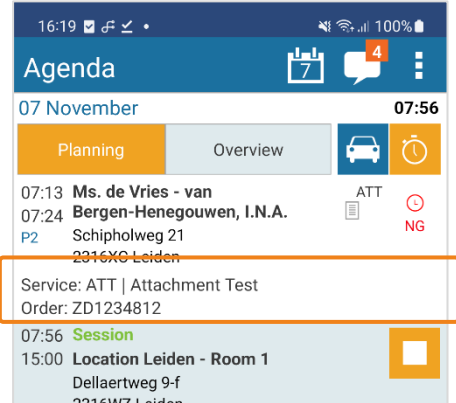 16:19 100%
Agenda 7 4
07 November 07:56
Planning Overview
07:13 Ms. de Vries - van ATT
07:24 Bergen-Henegouwen, I.N.A.
P2 Schipholweg 21 NG
2316XC Leiden
Service: ATT | Attachment Test
Order: ZD1234812
07:56 Session
15:00 Location Leiden - Room 1
Dellaertweg 9-f
2316WZ Leiden